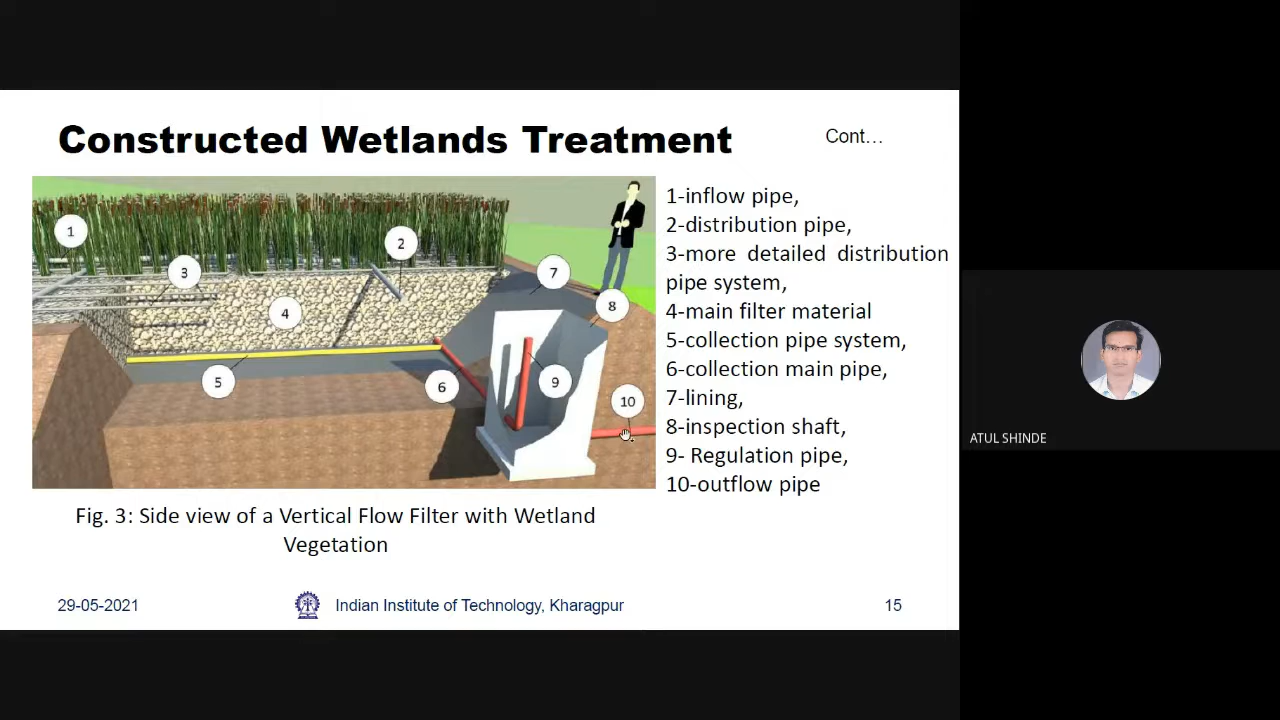 Constructed Wetlands Treatment
Cont...
1
2
3
4
5
6
7
8
9
10
1-inflow pipe,
2-distribution pipe,
3-more detailed distribution
pipe system,
4-main filter material
5-collection pipe system,
6-collection main pipe,
7-lining,
8-inspection shaft,
9- Regulation pipe,
10-outflow pipe
Fig. 3: Side view of a Vertical Flow Filter with Wetland
Vegetation
29-05-2021
Indian Institute of Technology, Kharagpur
15
ATUL SHINDE